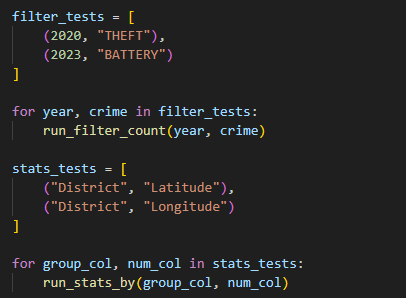 filter_tests = [
    (2020, "THEFT"),
    (2023, "BATTERY")
]

for year, crime in filter_tests:
    run_filter_count(year, crime)

stats_tests = [
    ("District", "Latitude"),
    ("District", "Longitude")
]

for group_col, num_col in stats_tests:
    run_stats_by(group_col, num_col)